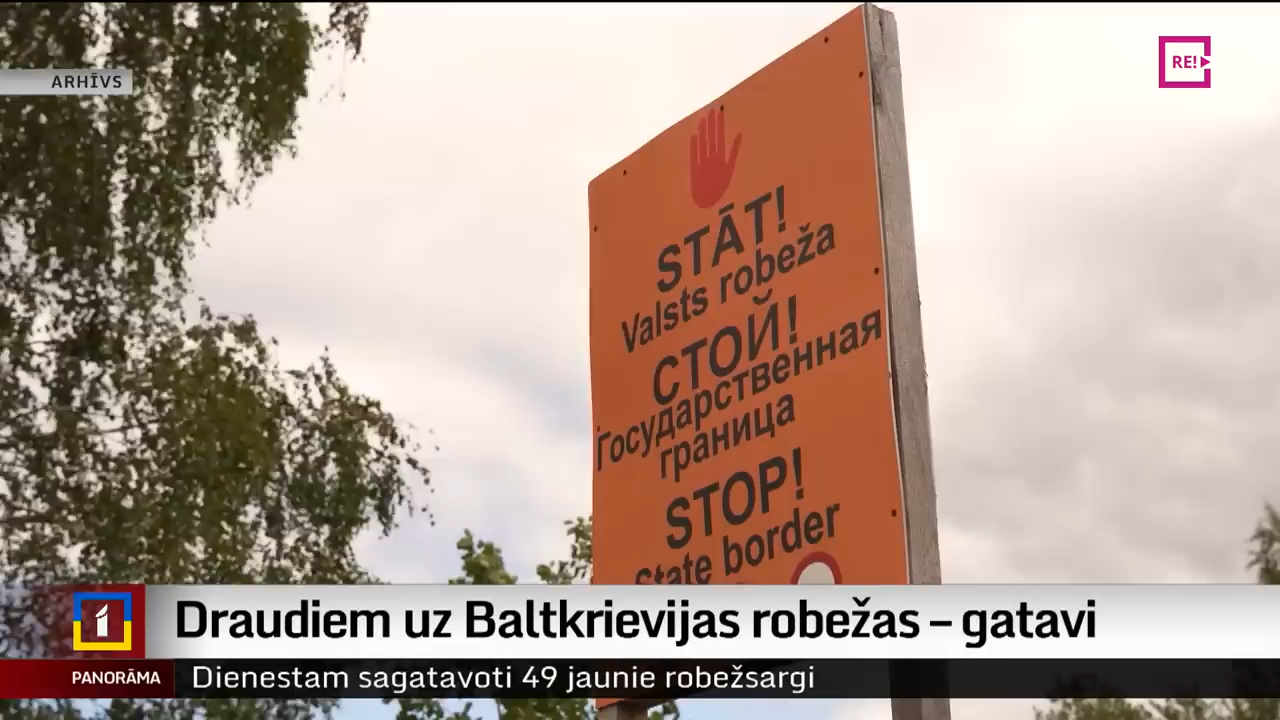 ARHĪVS
RE!
STĀT!
Valsts robeža
СТОЙ!
Государственная
граница
STOP!
State border
1
Draudiem uz Baltkrievijas robežas – gatavi
PANORĀMA
Dienestam sagatavoti 49 jaunie robežsargi